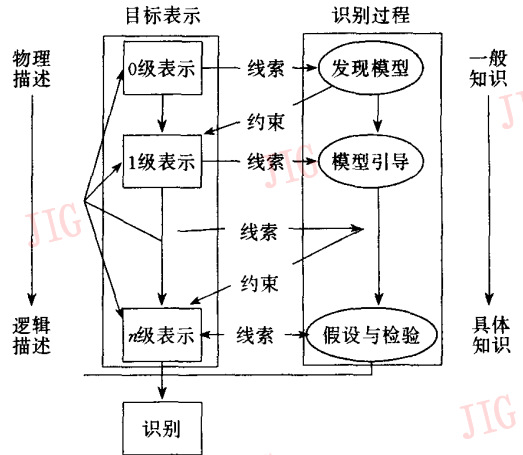 目标表示
识别过程
物理
描述
0级表示
线索
发现模型
一般
知识
约束
1级表示
线索
模型引导
线索
约束
逻辑
描述
n级表示
线索
假设与检验
具体
知识
识别
JIG
JIG
JIG
JIG